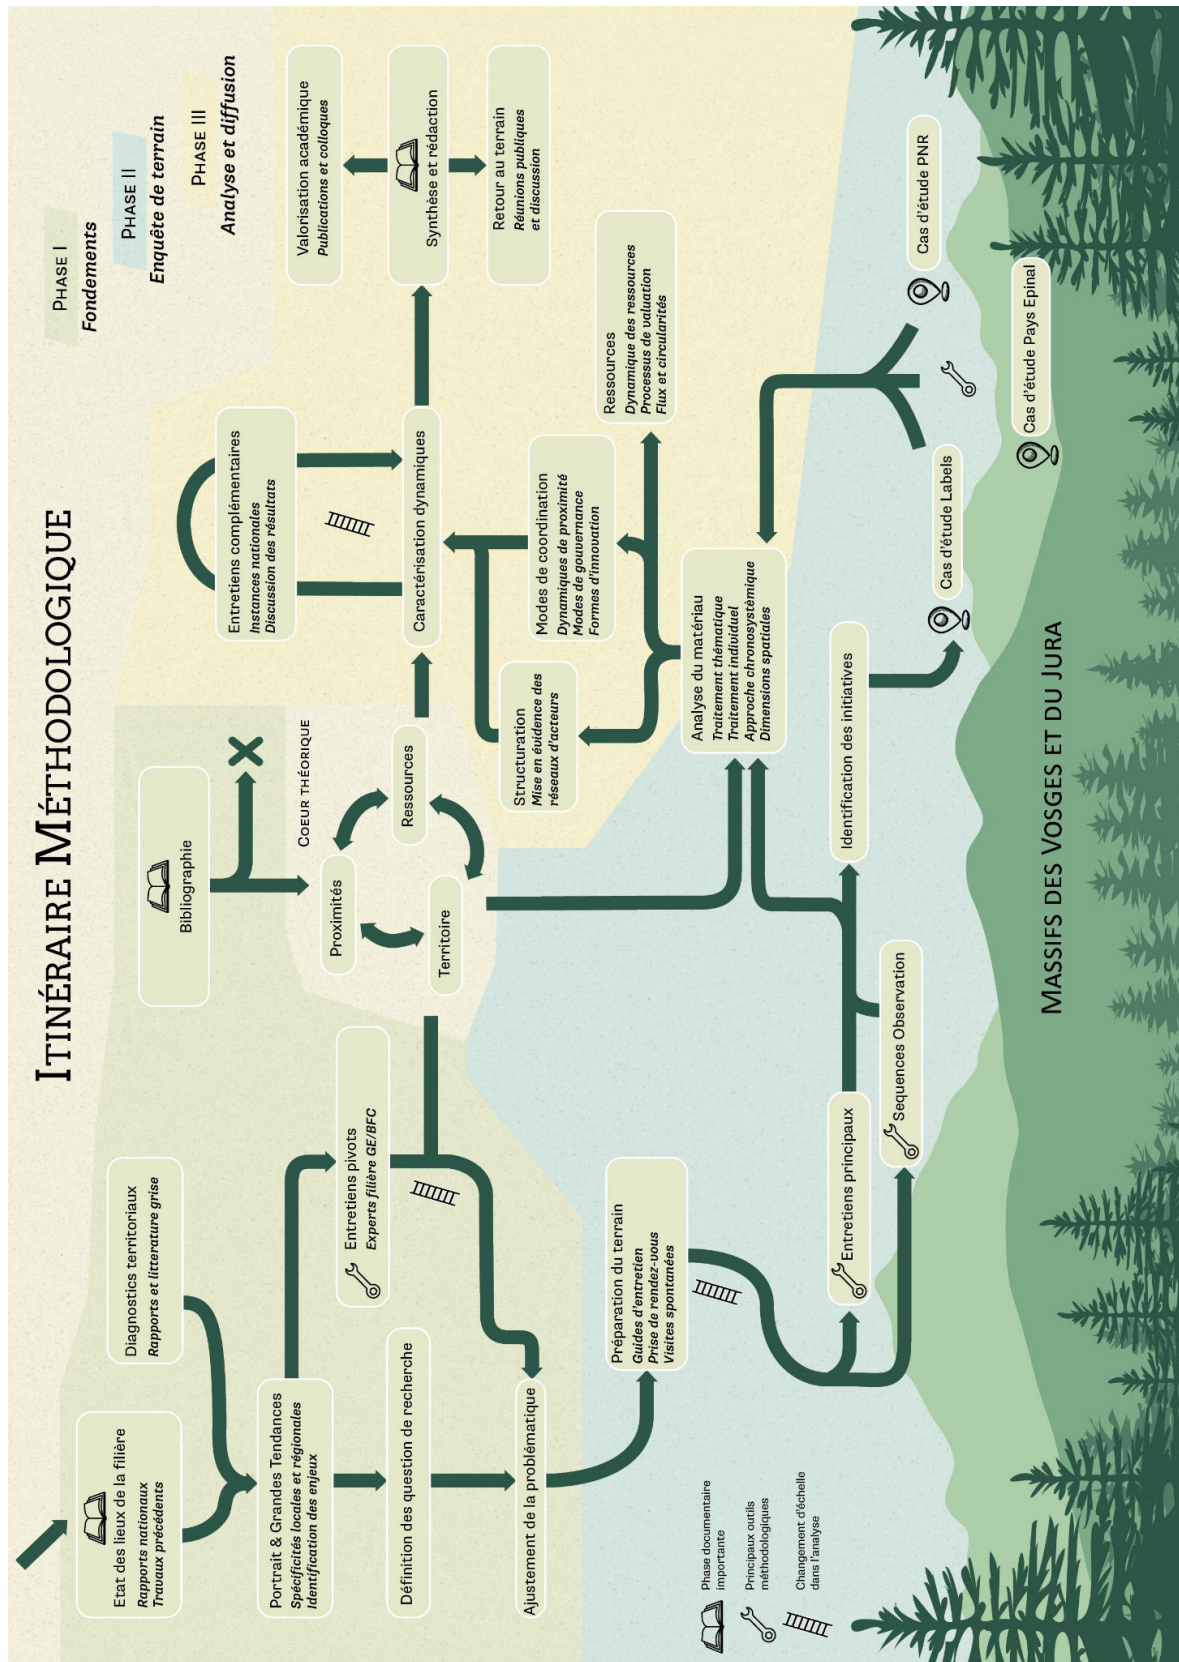 ITINÉRAIRE MÉTHODOLOGIQUE
PHASE I
Fondements
PHASE II
Enquête de terrain
PHASE III
Analyse et diffusion
Etat des lieux de la filière
Rapports nationaux
Travaux précédents
Diagnostics territoriaux
Rapports et litterature grise
Portrait & Grandes Tendances
Spécificités locales et régionales
Identification des enjeux
Définition des question de recherche
Ajustement de la problématique
Entretiens pivots
Experts filière GE/BFC
Bibliographie
COEUR THÉORIQUE
Proximités
Ressources
Territoire
Entretiens complémentaires
Instances nationales
Discussion des résultats
Caractérisation dynamiques
Valorisation académique
Publications et colloques
Synthèse et rédaction
Retour au terrain
Réunions publiques
et discussion
Structuration
Mise en évidence des
réseaux d'acteurs
Modes de coordination
Dynamiques de proximité
Modes de gouvernance
Formes d'innovation
Ressources
Dynamique des ressources
Processus de valuation
Flux et circularités
Analyse du matériau
Traitement thématique
Traitement individuel
Approche chronosystémique
Dimensions spatiales
Préparation du terrain
Guides d'entretien
Prise de rendez-vous
Visites spontanées
Entretiens principaux
Sequences Observation
Identification des initiatives
Cas d'étude Labels
Cas d'étude PNR
Cas d'étude Pays Epinal
Phase documentaire
importante
Principaux outils
méthodologiques
Changement d'échelle
dans l'analyse
MASSIFS DES VOSGES ET DU JURA